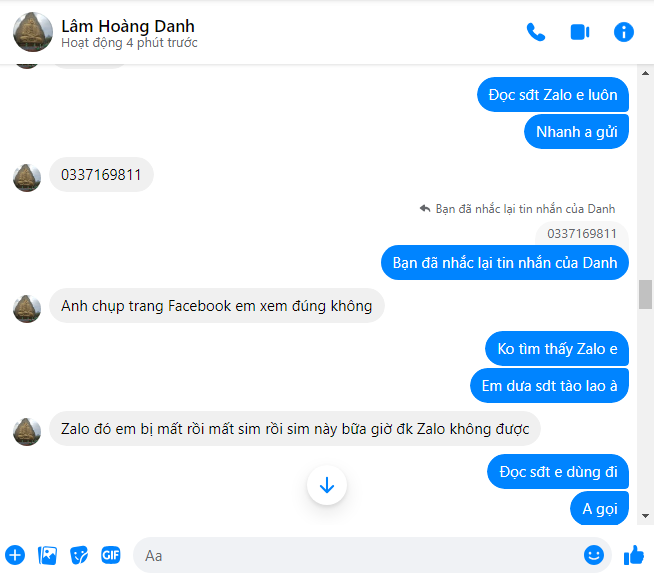 Lâm Hoàng Danh
Hoạt động 4 phút trước
Đọc sđt Zalo e luôn
Nhanh a gửi
0337169811
Bạn đã nhắc lại tin nhắn của Danh
0337169811
Bạn đã nhắc lại tin nhắn của Danh
Anh chụp trang Facebook em xem đúng không
Ko tìm thấy Zalo e
Em dưa sdt tào lao à
Zalo đó em bị mất rồi mất sim rồi sim này bữa giờ đk Zalo không được
Đọc sđt e dùng đi
A gọi
GIF
Aa